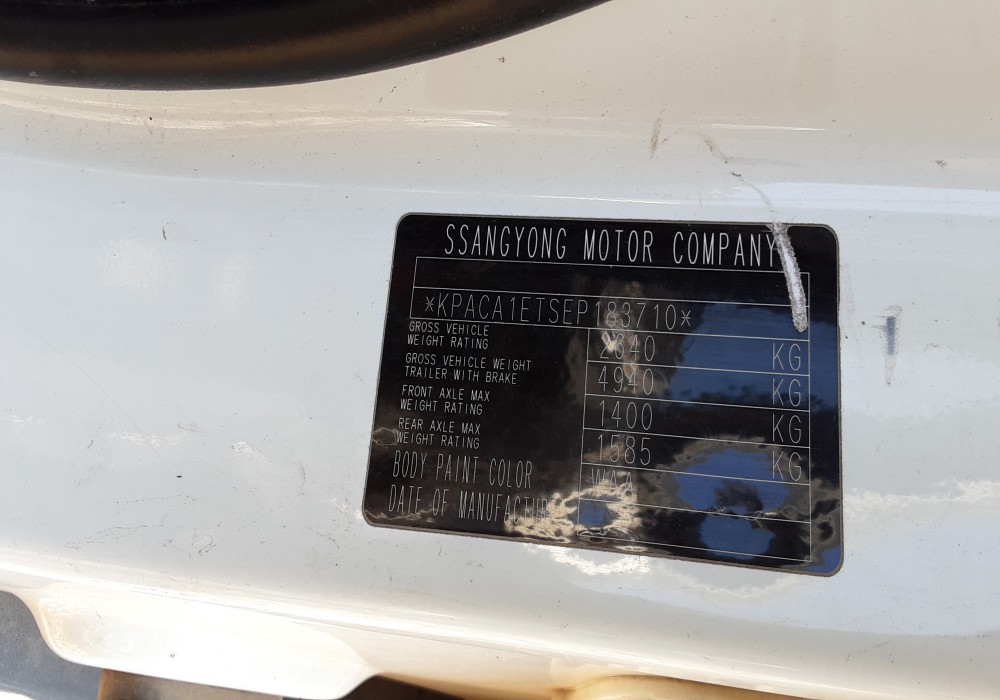 SSANGYONG MOTOR COMPANY
*KPACA1ETSEP183710*
GROSS VEHICLE
WEIGHT RATING 2340 KG
GROSS VEHICLE WEIGHT
TRAILER WITH BRAKE 4940 KG
FRONT AXLE MAX
WEIGHT RATING 1400 KG
REAR AXLE MAX
WEIGHT RATING 1585 KG
BODY PAINT COLOR WAA
DATE OF MANUFACTURE